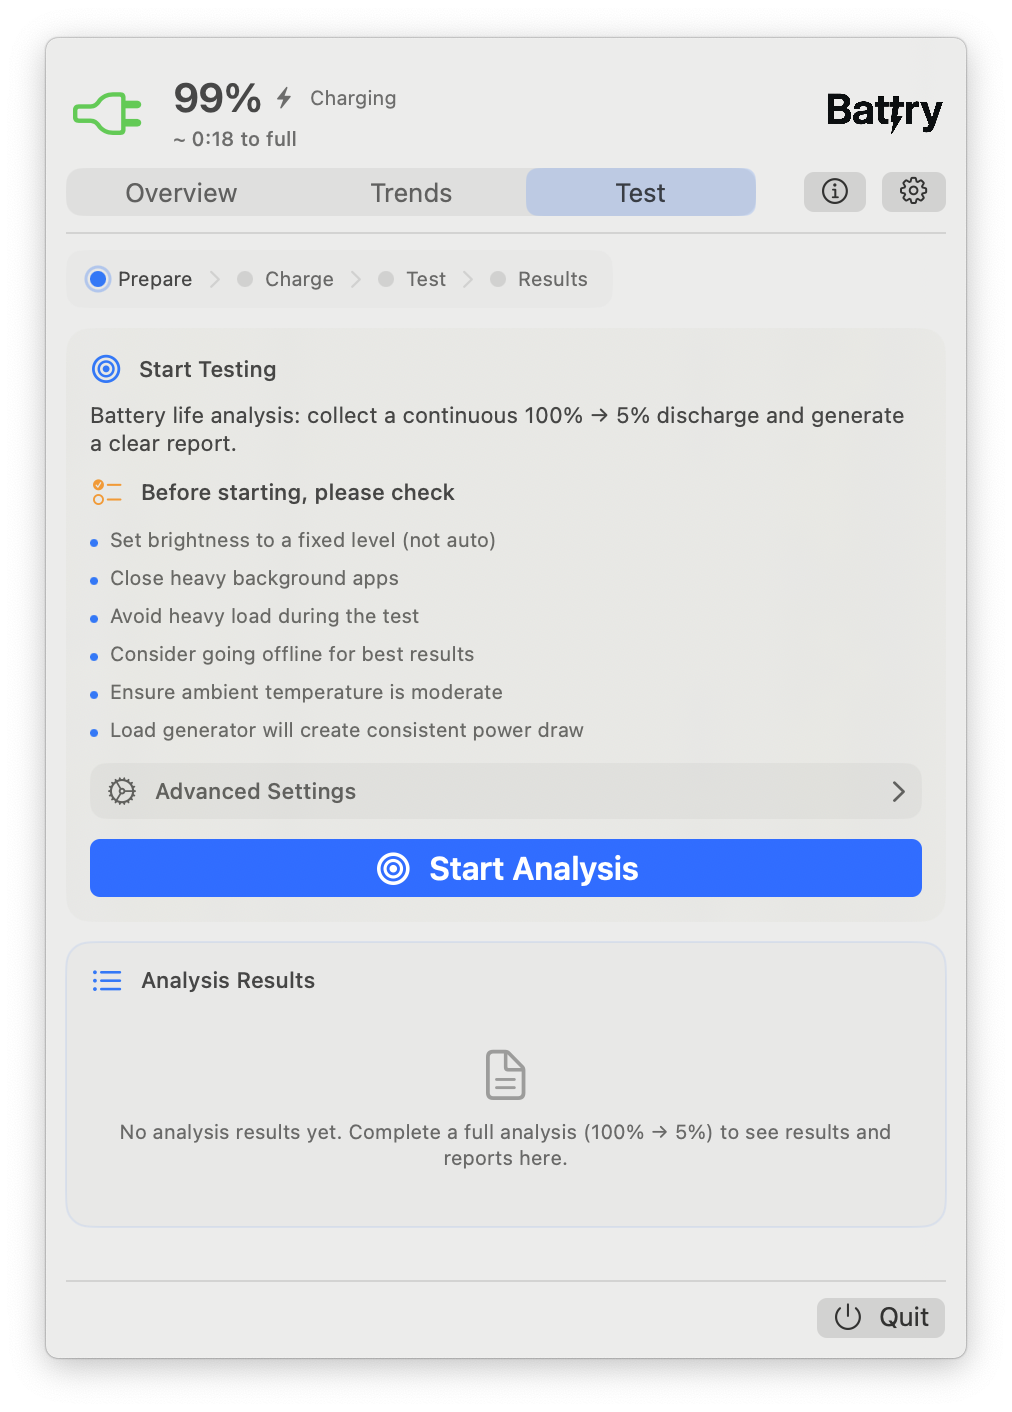 99% Charging
~ 0:18 to full
Battry
Overview Trends Test
Prepare Charge Test Results
Start Testing
Battery life analysis: collect a continuous 100% → 5% discharge and generate
a clear report.
Before starting, please check
• Set brightness to a fixed level (not auto)
• Close heavy background apps
• Avoid heavy load during the test
• Consider going offline for best results
• Ensure ambient temperature is moderate
• Load generator will create consistent power draw
Advanced Settings
Start Analysis
Analysis Results
No analysis results yet. Complete a full analysis (100% → 5%) to see results and
reports here.
Quit